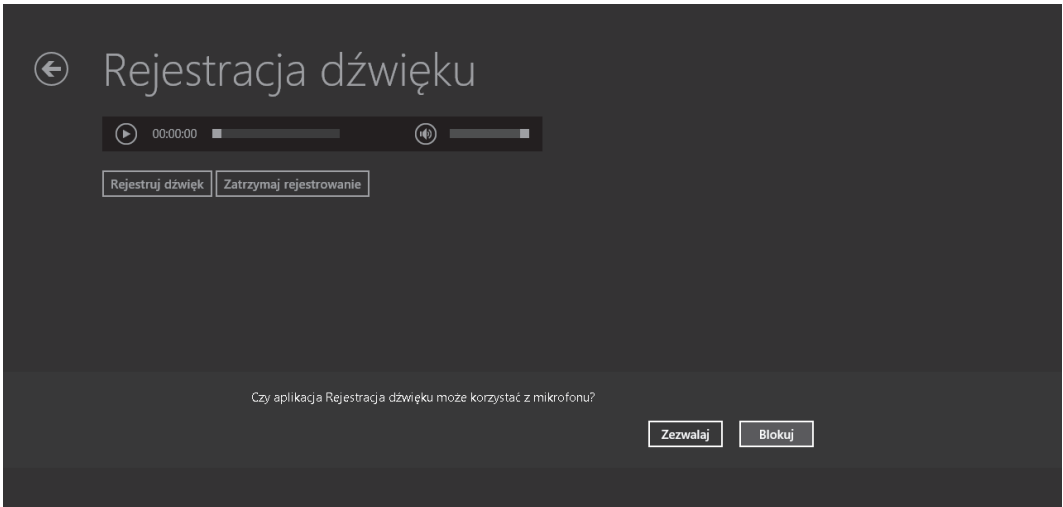 Rejestracja dźwięku
00:00:00
Rejestruj dźwięk Zatrzymaj rejestrowanie
Czy aplikacja Rejestracja dźwięku może korzystać z mikrofonu?
Zezwalaj Blokuj